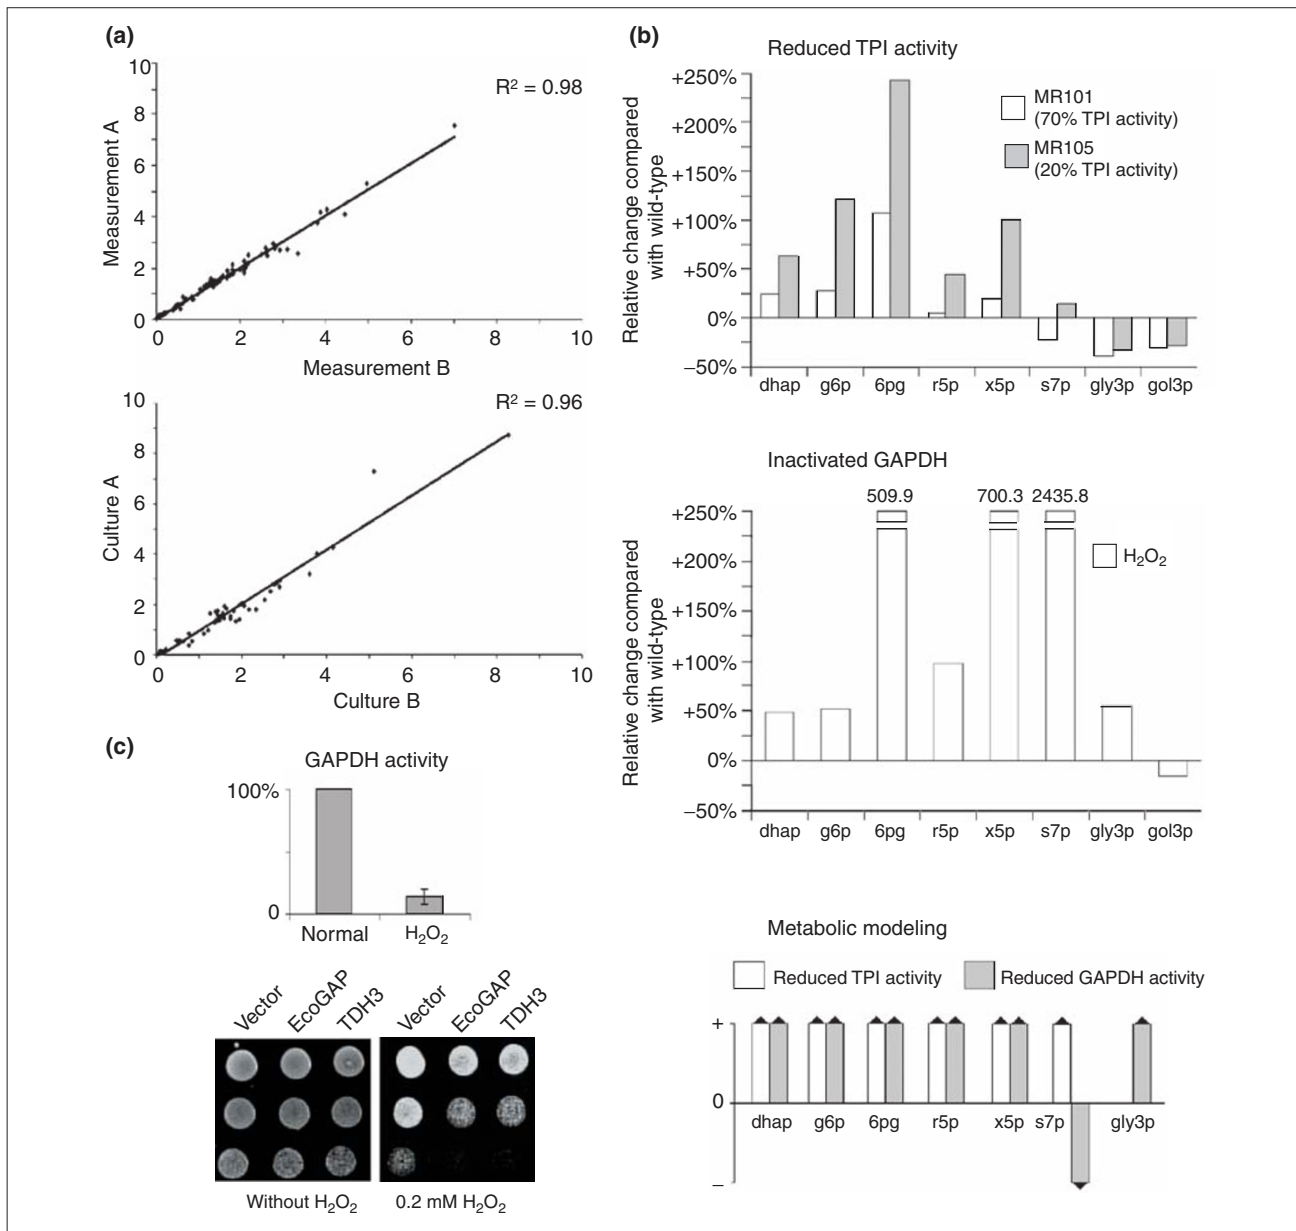 (a)
R² = 0.98
Measurement A
10
8
6
4
2
0
0 2 4 6 8 10
Measurement B
R² = 0.96
Culture A
10
8
6
4
2
0
0 2 4 6 8 10
Culture B
(b)
Reduced TPI activity
MR101
(70% TPI activity)
MR105
(20% TPI activity)
Relative change compared
with wild-type
+250%
+200%
+150%
+100%
+50%
0%
−50%
dhap g6p 6pg r5p x5p s7p gly3p gol3p
Inactivated GAPDH
509.9 700.3 2435.8
H₂O₂
Relative change compared
with wild-type
+250%
+200%
+150%
+100%
+50%
0%
−50%
dhap g6p 6pg r5p x5p s7p gly3p gol3p
Metabolic modeling
Reduced TPI activity Reduced GAPDH activity
+
0
−
dhap g6p 6pg r5p x5p s7p gly3p
(c)
GAPDH activity
100%
0
Normal H₂O₂
Vector EcoGAP TDH3 Vector EcoGAP TDH3
Without H₂O₂ 0.2 mM H₂O₂